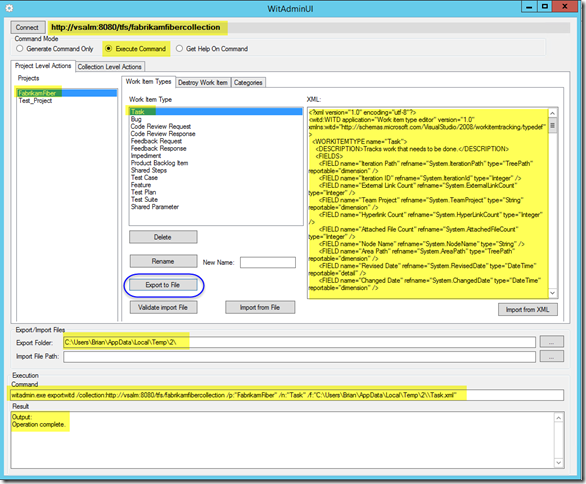 WitAdminUI
Connect
http://vsalm:8080/tfs/fabrikamfibercollection
Command Mode
Generate Command Only
Execute Command
Get Help On Command
Project Level Actions
Collection Level Actions
Projects
FabrikamFiber
Test_Project
Work Item Types
Destroy Work Item
Categories
Work Item Type
Task
Bug
Code Review Request
Code Review Response
Feedback Request
Feedback Response
Impediment
Product Backlog Item
Shared Steps
Test Case
Feature
Test Plan
Test Suite
Shared Parameter
Delete
Rename
New Name:
Export to File
Validate import File
Import from File
XML:
<?xml version="1.0" encoding="utf-8"?>
<witd:WITD application="Work item type editor" version="1.0"
xmlns:witd="http://schemas.microsoft.com/VisualStudio/2008/workitemtracking/typedef"
>
<WORKITEMTYPE name="Task">
<DESCRIPTION>Tracks work that needs to be done.</DESCRIPTION>
<FIELDS>
<FIELD name="Iteration Path" refname="System.IterationPath" type="TreePath"
reportable="dimension" />
<FIELD name="Iteration ID" refname="System.IterationId" type="Integer" />
<FIELD name="External Link Count" refname="System.ExternalLinkCount"
type="Integer" />
<FIELD name="Team Project" refname="System.TeamProject" type="String"
reportable="dimension" />
<FIELD name="Hyperlink Count" refname="System.HyperLinkCount" type="Integer"
/>
<FIELD name="Attached File Count" refname="System.AttachedFileCount"
type="Integer" />
<FIELD name="Node Name" refname="System.NodeName" type="String" />
<FIELD name="Area Path" refname="System.AreaPath" type="TreePath"
reportable="dimension" />
<FIELD name="Revised Date" refname="System.RevisedDate" type="DateTime"
reportable="detail" />
<FIELD name="Changed Date" refname="System.ChangedDate" type="DateTime"
reportable="dimension" />
Import from XML
Export/Import Files
Export Folder:
C:\Users\Brian\AppData\Local\Temp\2\
...
Import File Path:
...
Execution
Command
witadmin.exe exportwitd /collection:http://vsalm:8080/tfs/fabrikamfibercollection /p:"FabrikamFiber" /n:"Task" /f:"C:\Users\Brian\AppData\Local\Temp\2\\Task.xml"
Result
Output:
Operation complete.